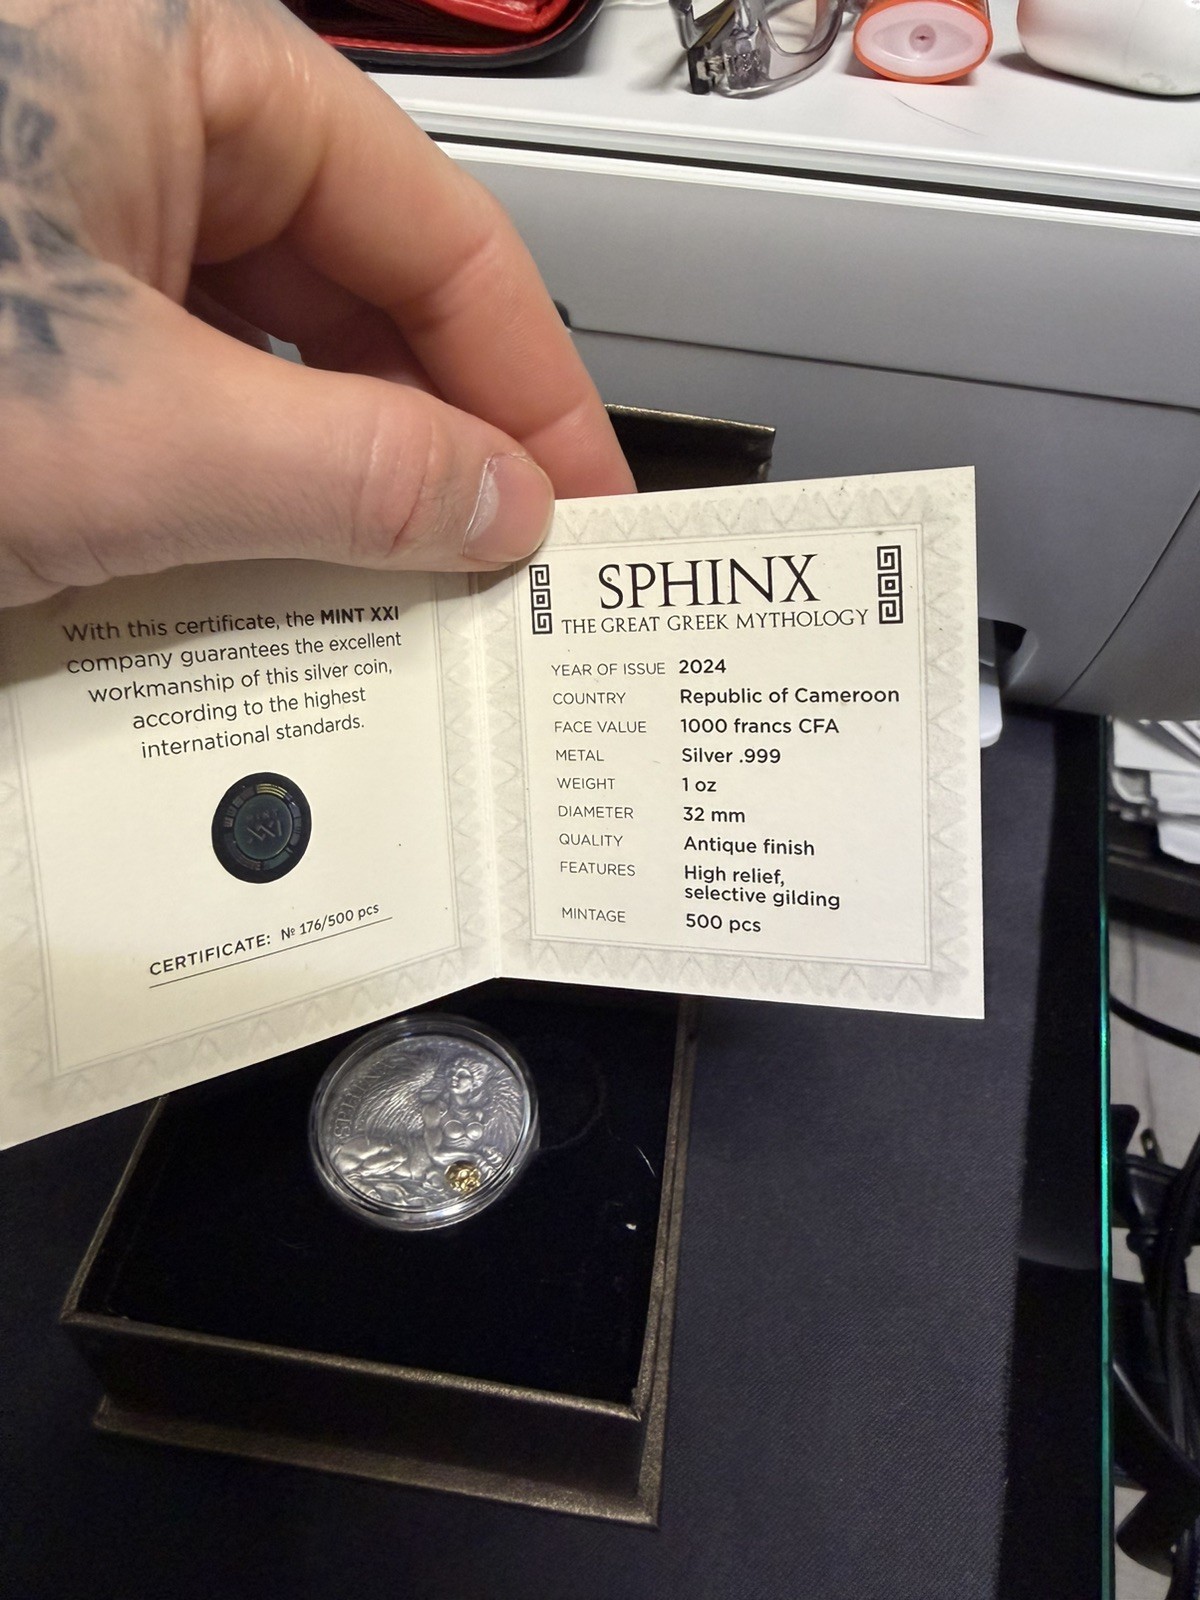 With this certificate, the MINT XXI
company guarantees the excellent
workmanship of this silver coin,
according to the highest
international standards.
MINT
XXI
CERTIFICATE: № 176/500 pcs
SPHINX
THE GREAT GREEK MYTHOLOGY
YEAR OF ISSUE 2024
COUNTRY Republic of Cameroon
FACE VALUE 1000 francs CFA
METAL Silver .999
WEIGHT 1 oz
DIAMETER 32 mm
QUALITY Antique finish
FEATURES High relief,
selective gilding
MINTAGE 500 pcs
SPHINX